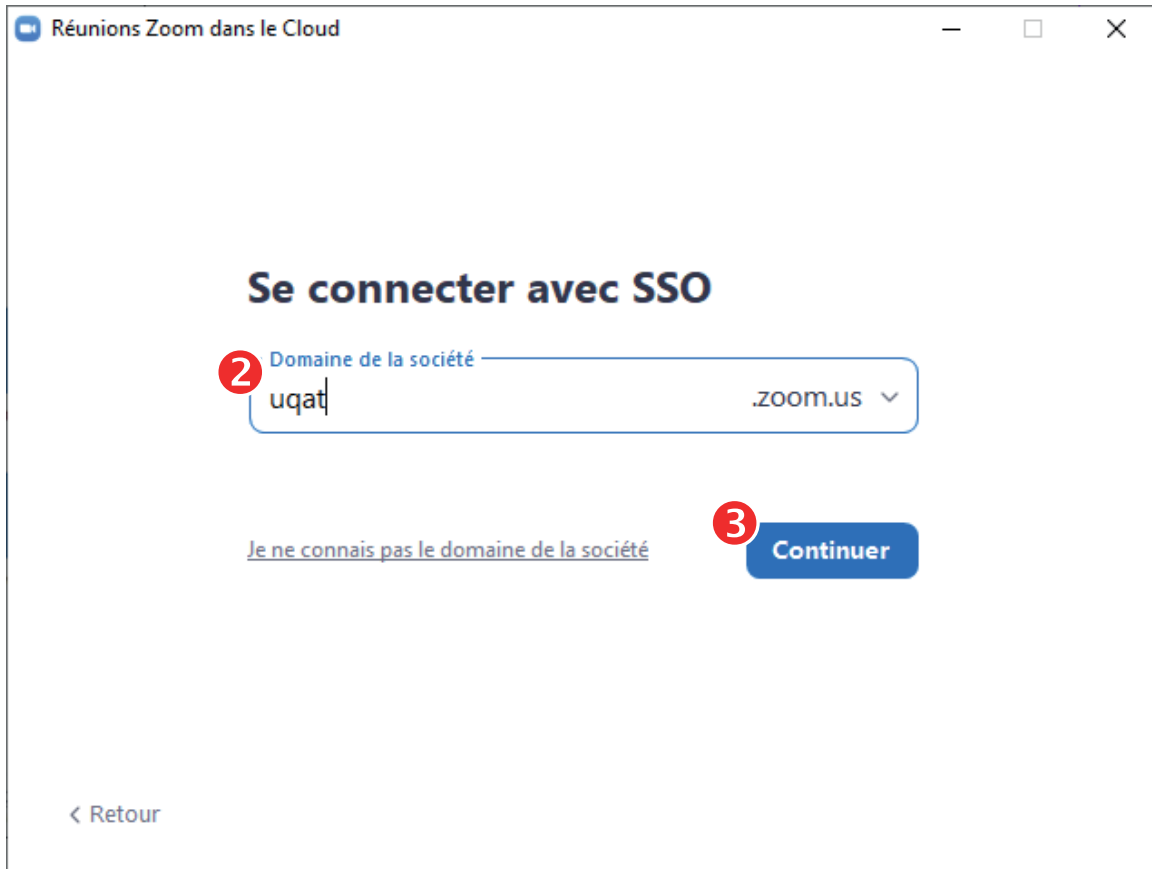 Réunions Zoom dans le Cloud
Se connecter avec SSO
2 Domaine de la société
uqat .zoom.us
3
Je ne connais pas le domaine de la société Continuer
< Retour